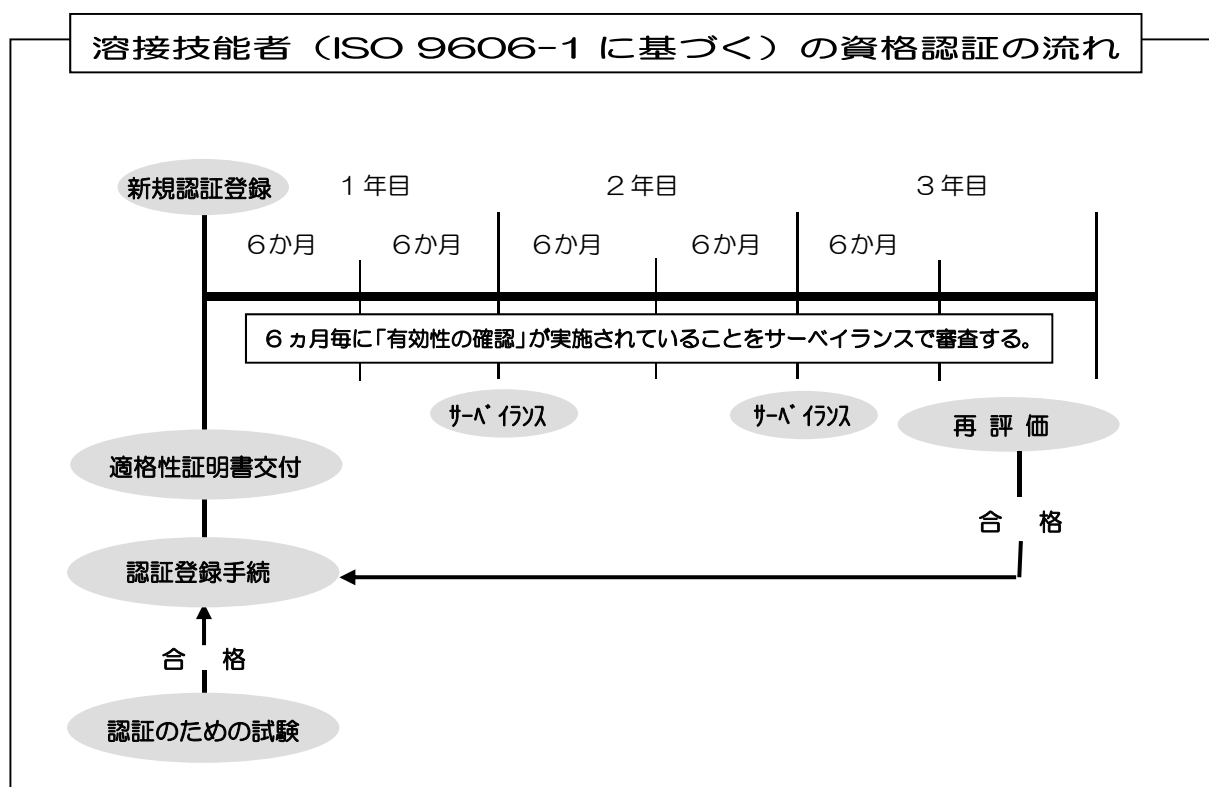 溶接技能者（ISO 9606-1 に基づく）の資格認証の流れ
新規認証登録
1 年目
2 年目
3 年目
6か月
6か月
6か月
6か月
6か月
6 ヵ月毎に｢有効性の確認｣が実施されていることをサーベイランスで審査する。
ｻｰﾍﾞｲﾗﾝｽ
ｻｰﾍﾞｲﾗﾝｽ
再 評 価
適格性証明書交付
合 格
認証登録手続
合 格
認証のための試験